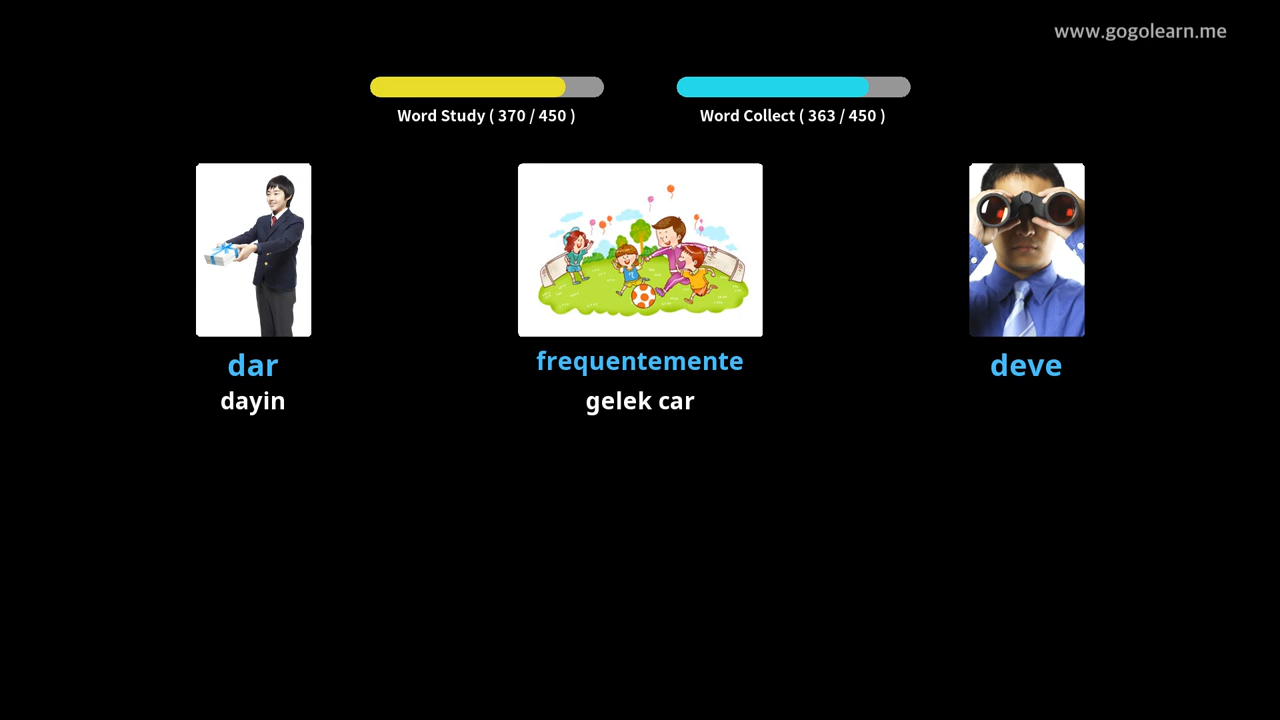 www.gogolearn.me
Word Study ( 370 / 450 )
Word Collect ( 363 / 450 )
dar
dayin
frequentemente
gelek car
deve